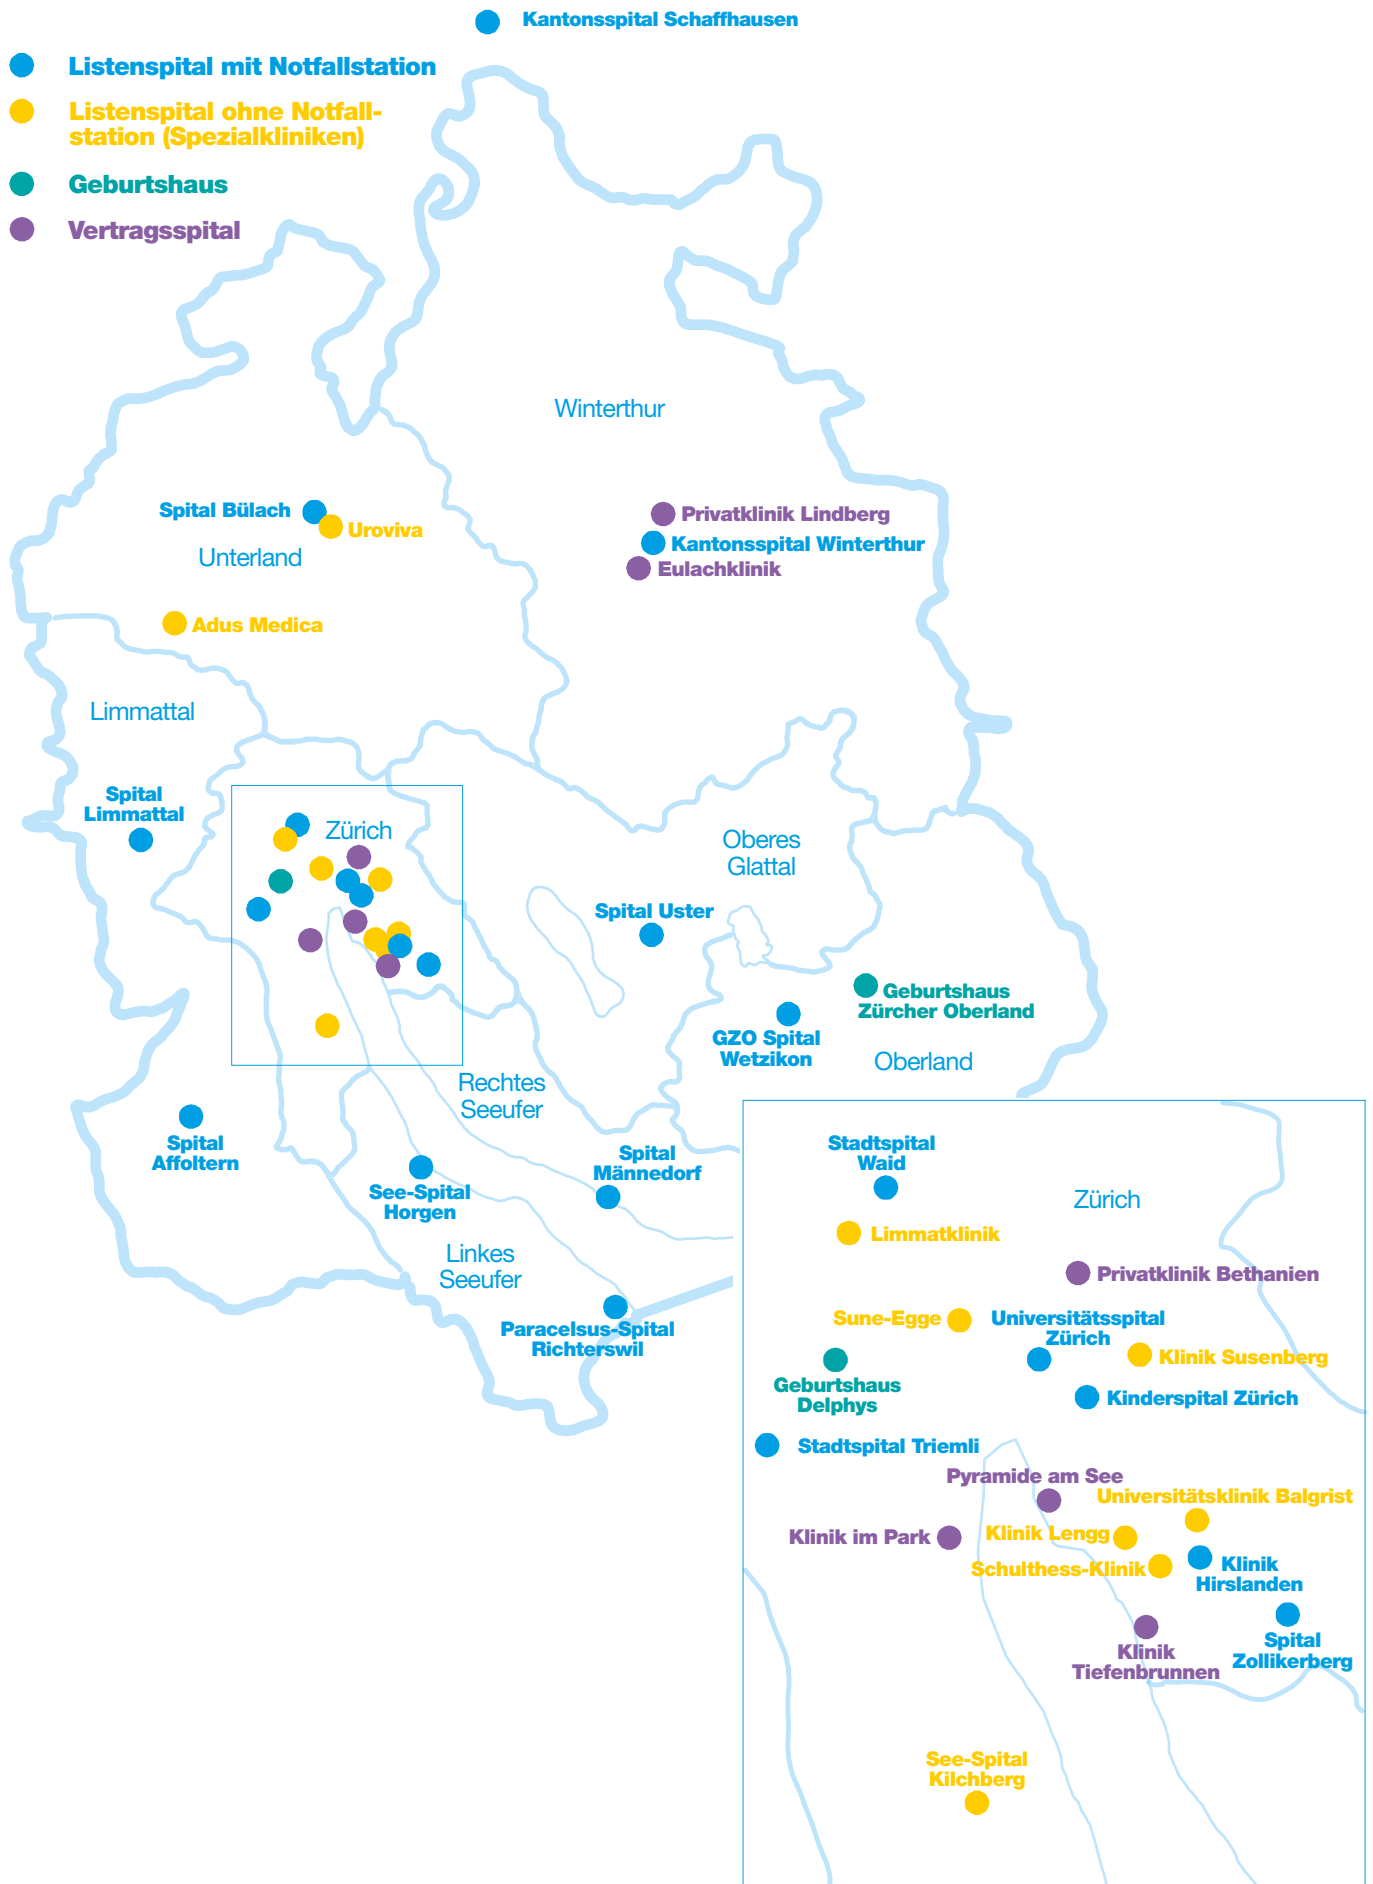 Kantonsspital Schaffhausen
Listenspital mit Notfallstation
Listenspital ohne Notfall-
station (Spezialkliniken)
Geburtshaus
Vertragsspital
Winterthur
Spital Bülach
Uroviva
Unterland
Privatklinik Lindberg
Kantonsspital Winterthur
Eulachklinik
Adus Medica
Limmattal
Spital
Limmattal
Zürich
Oberes
Glattal
Spital Uster
Geburtshaus
Zürcher Oberland
GZO Spital
Wetzikon
Oberland
Rechtes
Seeufer
Spital
Affoltern
Spital
Männedorf
See-Spital
Horgen
Linkes
Seeufer
Paracelsus-Spital
Richterswil
Stadtspital
Waid
Zürich
Limmatklinik
Privatklinik Bethanien
Sune-Egge
Universitätsspital
Zürich
Klinik Susenberg
Geburtshaus
Delphys
Kinderspital Zürich
Stadtspital Triemli
Pyramide am See
Universitätsklinik Balgrist
Klinik im Park
Klinik Lengg
Schulthess-Klinik
Klinik
Hirslanden
Spital
Zollikerberg
Klinik
Tiefenbrunnen
See-Spital
Kilchberg